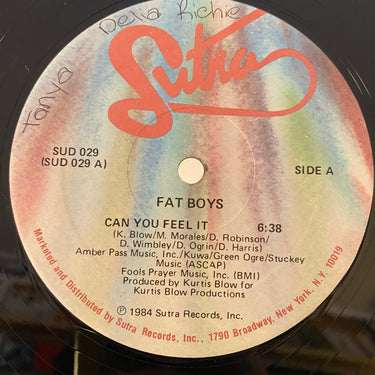 Tanya Della Richie
Sutra
SUD 029
(SUD 029 A)
SIDE A
FAT BOYS
CAN YOU FEEL IT 6:38
(K. Blow/M. Morales/D. Robinson/
D. Wimbley/D. Ogrin/D. Harris)
Amber Pass Music, Inc./Kuwa/Green Ogre/Stuckey
Music (ASCAP)
Fools Prayer Music, Inc. (BMI)
Produced by Kurtis Blow for
Kurtis Blow Productions
℗ 1984 Sutra Records, Inc.
Marketed and Distributed by Sutra Records, Inc., 1790 Broadway, New York, N.Y. 10019